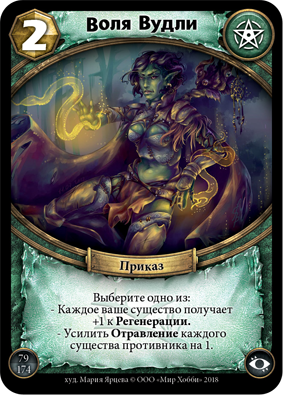 2
Воля Вудли
Приказ
Выберите одно из:
- Каждое ваше существо получает
+1 к Регенерации.
- Усилить Отравление каждого
существа противника на 1.
79
174
худ. Мария Ярцева © ООО «Мир Хобби» 2018